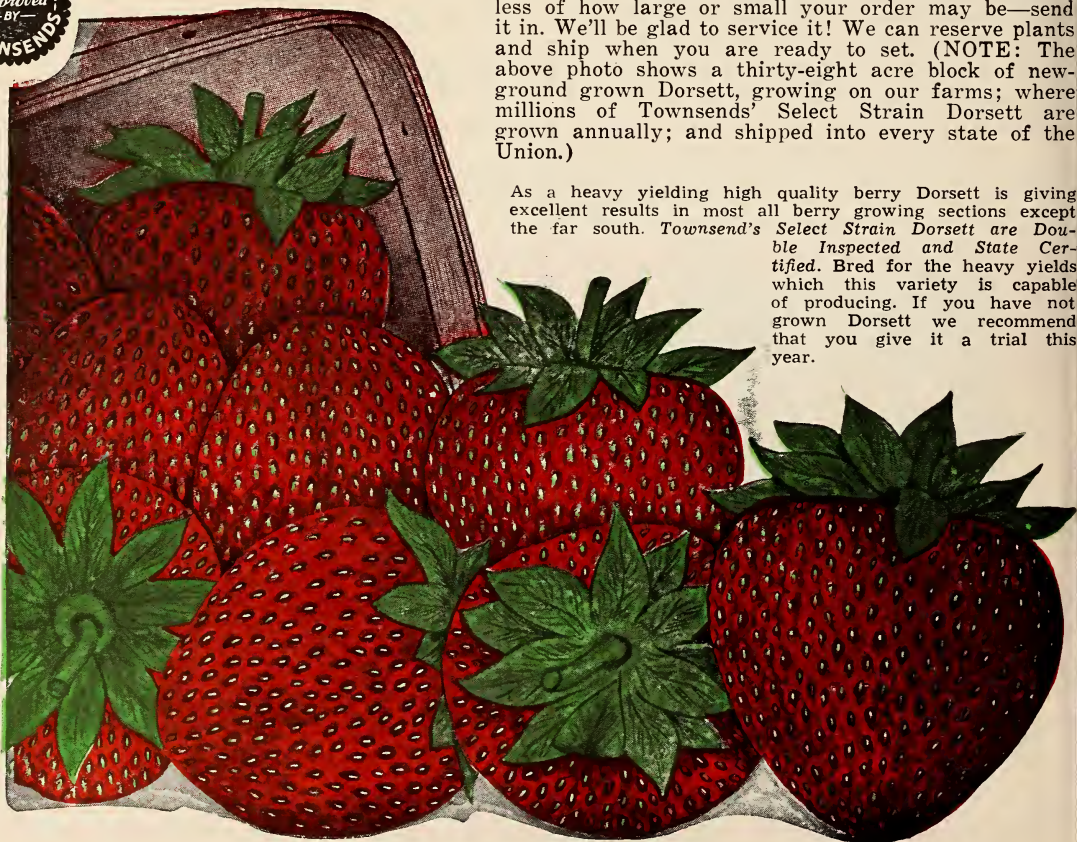 proved
—BY—
NSENDS
less of how large or small your order may be—send
it in. We'll be glad to service it! We can reserve plants
and ship when you are ready to set. (NOTE: The
above photo shows a thirty-eight acre block of new-
ground grown Dorsett, growing on our farms; where
millions of Townsends' Select Strain Dorsett are
grown annually; and shipped into every state of the
Union.)
As a heavy yielding high quality berry Dorsett is giving
excellent results in most all berry growing sections except
the far south. Townsend's Select Strain Dorsett are Dou-
ble Inspected and State Cer-
tified. Bred for the heavy yields
which this variety is capable
of producing. If you have not
grown Dorsett we recommend
that you give it a trial this
year.